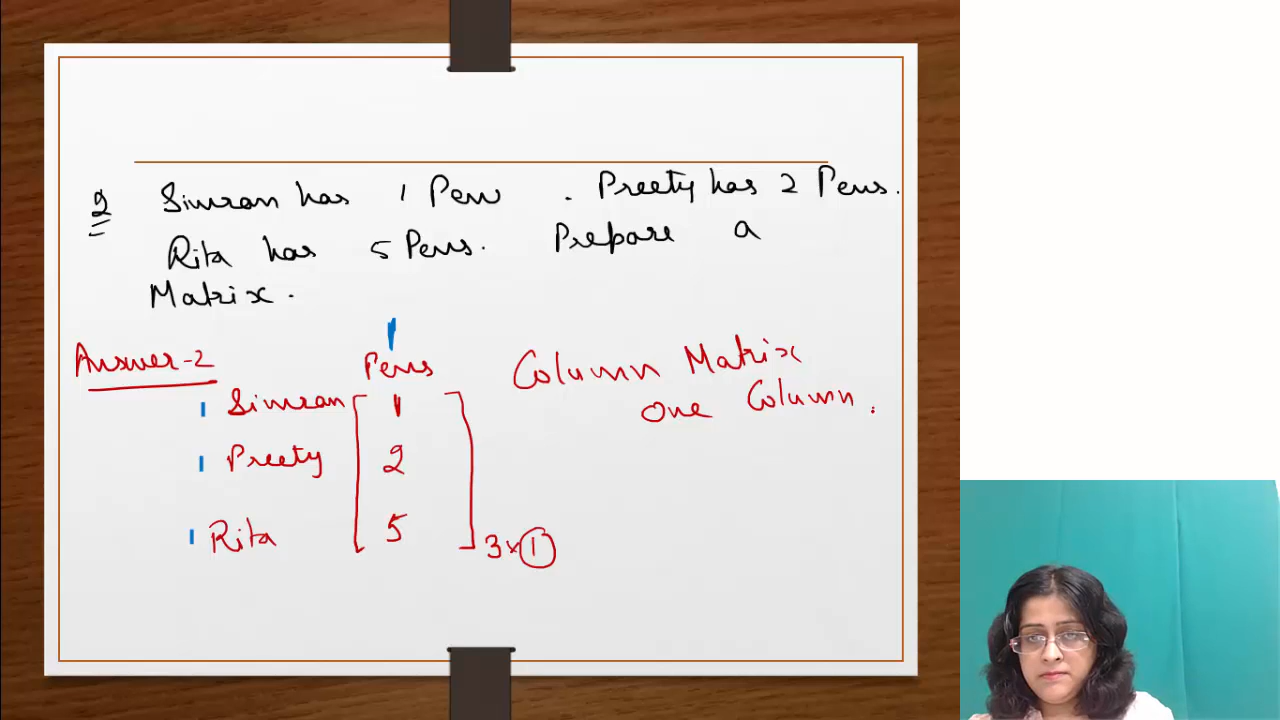 2 Simran has 1 Pen . Preety has 2 Pens.
Rita has 5 Pens. Prepare a
Matrix.
Answer-2
Pens
Simran [ 1 ]
Preety 2
Rita 5
3×1
Column Matrix
One Column.